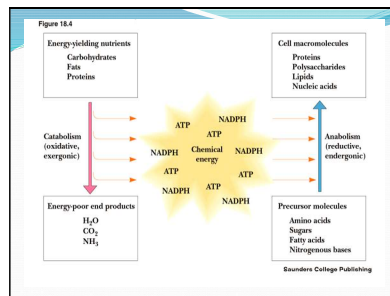 Figure 18.4
Energy-yielding nutrients
Carbohydrates
Fats
Proteins
Cell macromolecules
Proteins
Polysaccharides
Lipids
Nucleic acids
Catabolism
(oxidative,
exergonic)
ATP
NADPH
ATP
NADPH
Chemical
energy
NADPH
ATP
ATP
NADPH
ATP
NADPH
Anabolism
(reductive,
endergonic)
Energy-poor end products
H₂O
CO₂
NH₃
Precursor molecules
Amino acids
Sugars
Fatty acids
Nitrogenous bases
Saunders College Publishing